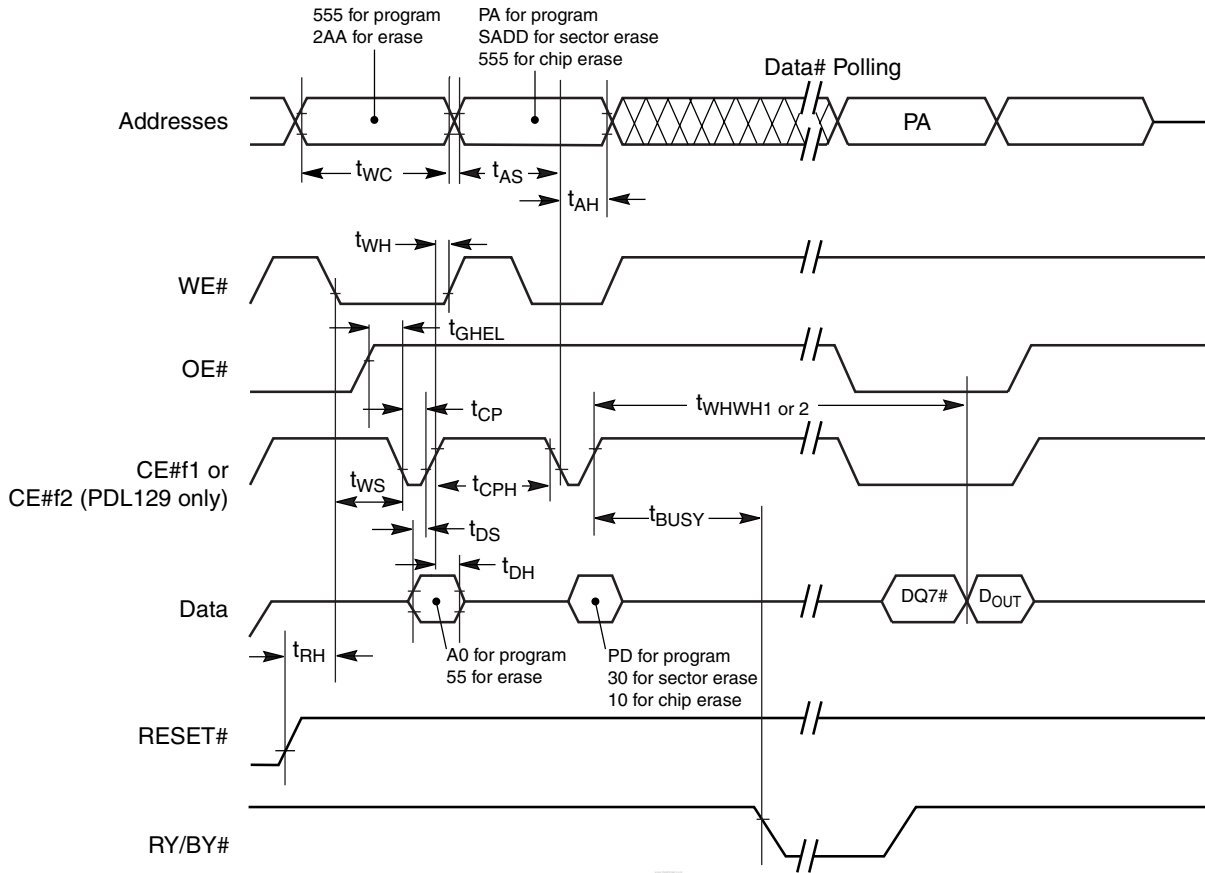 555 for program
2AA for erase
PA for program
SADD for sector erase
555 for chip erase
Data# Polling
Addresses
PA
tWC
tAS
tAH
tWH
WE#
tGHEL
OE#
tCP
tWHWH1 or 2
CE#f1 or
CE#f2 (PDL129 only)
tWS
tCPH
tBUSY
tDS
tDH
Data
DQ7#
DOUT
tRH
A0 for program
55 for erase
PD for program
30 for sector erase
10 for chip erase
RESET#
RY/BY#